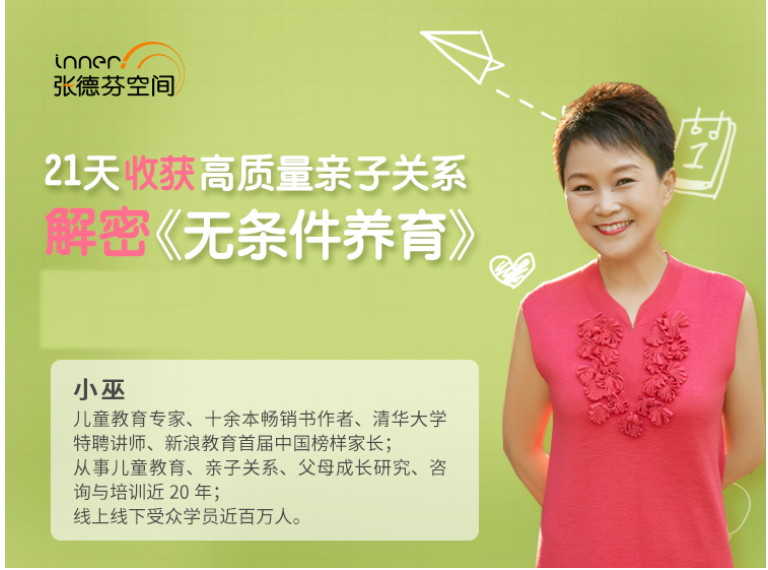 inner
张德芬空间
1
21天收获高质量亲子关系
解密《无条件养育》
小巫
儿童教育专家、十余本畅销书作者、清华大学
特聘讲师、新浪教育首届中国榜样家长；
从事儿童教育、亲子关系、父母成长研究、咨
询与培训近 20 年；
线上线下受众学员近百万人。